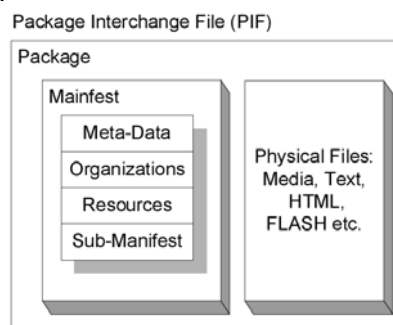 Package Interchange File (PIF)
Package
Mainfest
Meta-Data
Organizations
Resources
Sub-Manifest
Physical Files:
Media, Text,
HTML,
FLASH etc.